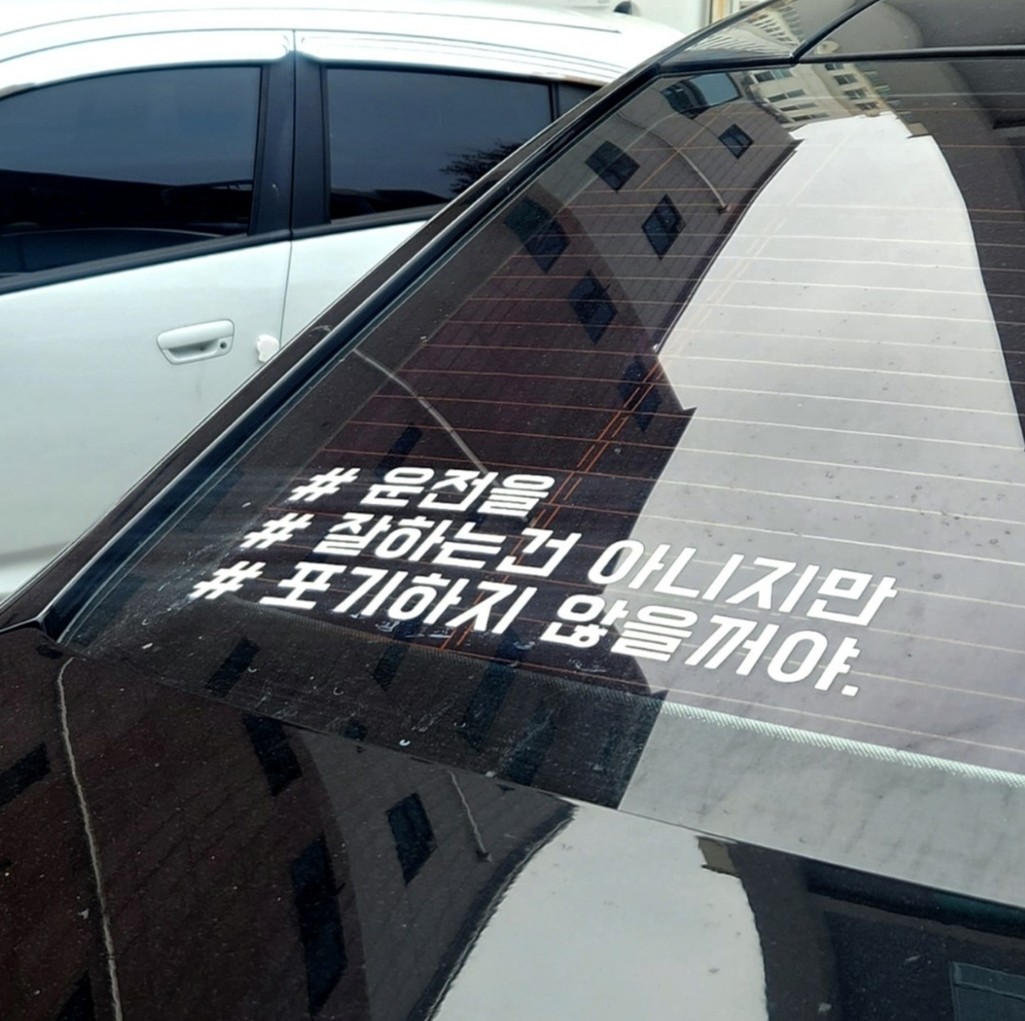 # 운전을
# 잘하는건 아니지만
# 포기하지 않을꺼야.